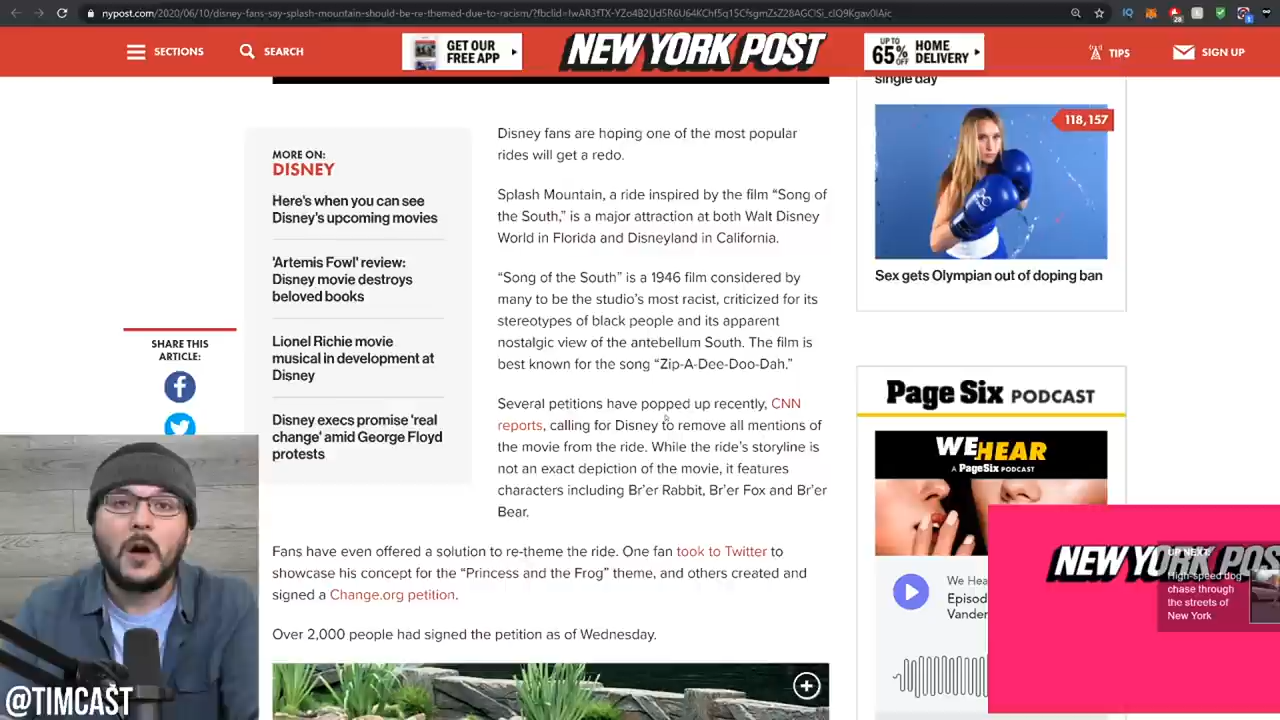 nypost.com/2020/06/10/disney-fans-say-splash-mountain-should-be-re-themed-due-to-racism/?fbclid=
28
1
SECTIONS
SEARCH
GET OUR
FREE APP
NEW YORK POST
UP TO
65% OFF
HOME
DELIVERY
TIPS
SIGN UP
MORE ON:
DISNEY
Here's when you can see
Disney's upcoming movies
'Artemis Fowl' review:
Disney movie destroys
beloved books
Lionel Richie movie
musical in development at
Disney
Disney execs promise 'real
change' amid George Floyd
protests
SHARE THIS
ARTICLE:
Disney fans are hoping one of the most popular
rides will get a redo.
Splash Mountain, a ride inspired by the film “Song of
the South,” is a major attraction at both Walt Disney
World in Florida and Disneyland in California.
“Song of the South” is a 1946 film considered by
many to be the studio's most racist, criticized for its
stereotypes of black people and its apparent
nostalgic view of the antebellum South. The film is
best known for the song “Zip-A-Dee-Doo-Dah.”
Several petitions have popped up recently, CNN
reports, calling for Disney to remove all mentions of
the movie from the ride. While the ride's storyline is
not an exact depiction of the movie, it features
characters including Br'er Rabbit, Br'er Fox and Br'er
Bear.
Fans have even offered a solution to re-theme the ride. One fan took to Twitter to
showcase his concept for the “Princess and the Frog” theme, and others created and
signed a Change.org petition.
Over 2,000 people had signed the petition as of Wednesday.
single day
118,157
Sex gets Olympian out of doping ban
Page Six PODCAST
WE HEAR
A PageSix PODCAST
We Hea
Episod
Vander
NEW YORK POS
UP NEXT:
High-speed dog
chase through
the streets of
New York
@TIMCAST